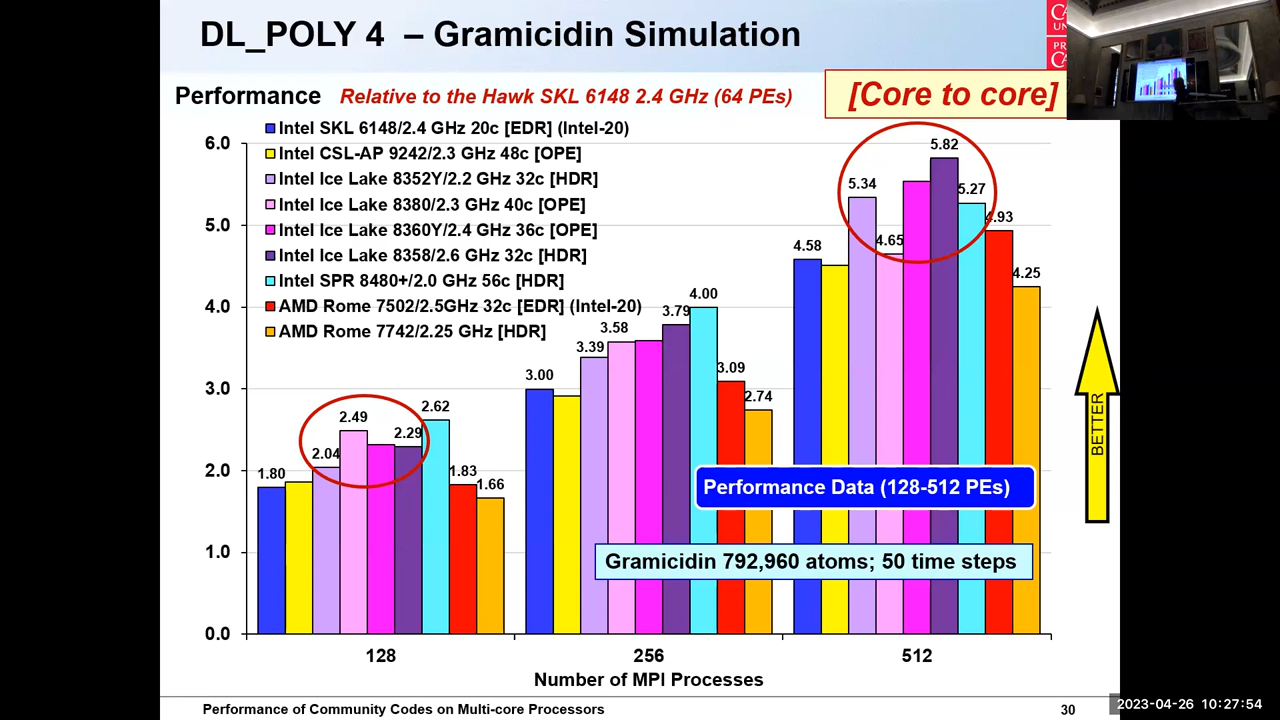 DL_POLY 4 – Gramicidin Simulation
CA
UN
PR
CA
Performance
Relative to the Hawk SKL 6148 2.4 GHz (64 PEs)
[Core to core]
Intel SKL 6148/2.4 GHz 20c [EDR] (Intel-20)
Intel CSL-AP 9242/2.3 GHz 48c [OPE]
Intel Ice Lake 8352Y/2.2 GHz 32c [HDR]
Intel Ice Lake 8380/2.3 GHz 40c [OPE]
Intel Ice Lake 8360Y/2.4 GHz 36c [OPE]
Intel Ice Lake 8358/2.6 GHz 32c [HDR]
Intel SPR 8480+/2.0 GHz 56c [HDR]
AMD Rome 7502/2.5GHz 32c [EDR] (Intel-20)
AMD Rome 7742/2.25 GHz [HDR]
6.0
5.0
4.0
3.0
2.0
1.0
0.0
1.80
2.04
2.49
2.29
2.62
1.83
1.66
3.00
3.39
3.58
3.79
4.00
3.09
2.74
4.58
5.34
4.65
5.82
5.27
4.93
4.25
BETTER
Performance Data (128-512 PEs)
Gramicidin 792,960 atoms; 50 time steps
128
256
512
Number of MPI Processes
Performance of Community Codes on Multi-core Processors
30
2023-04-26 10:27:54